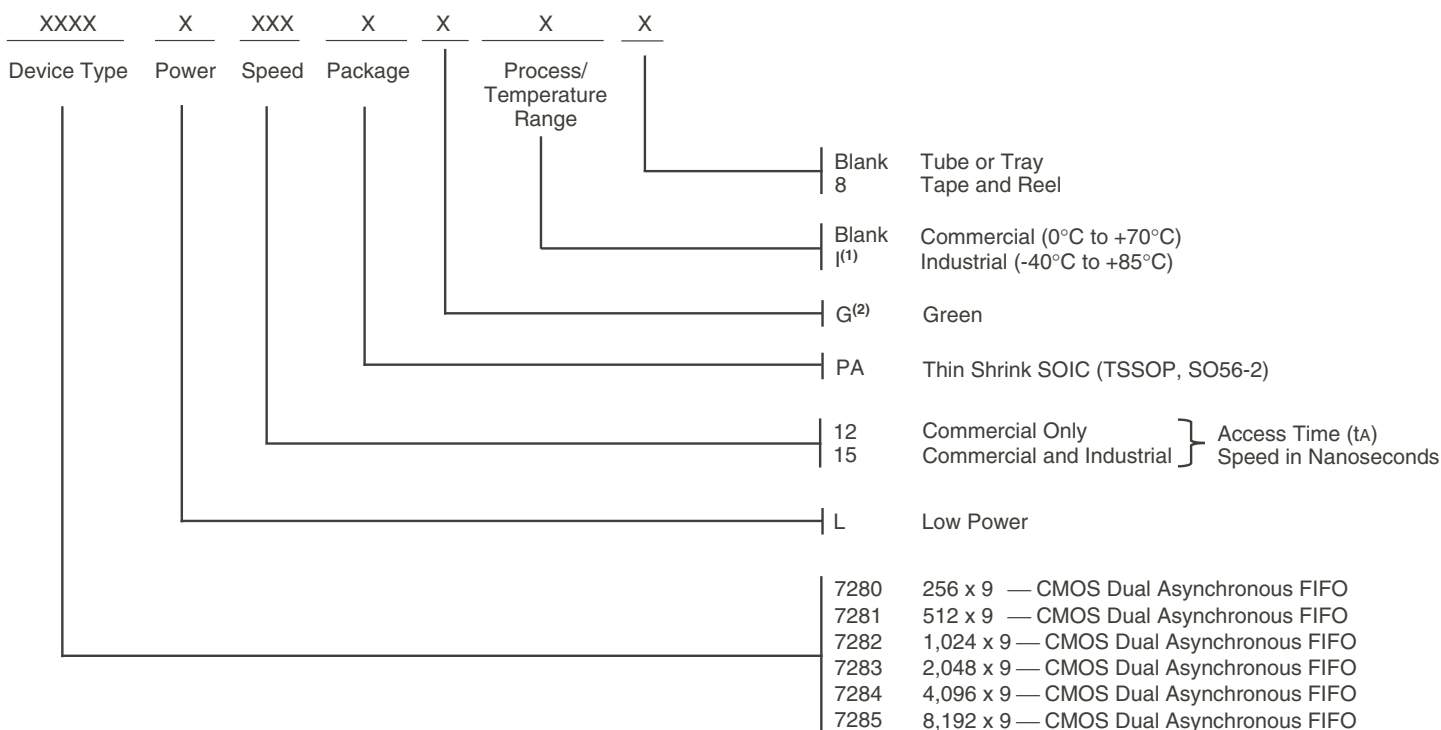 XXXX X XXX X X X X
Device Type Power Speed Package Process/
Temperature
Range
Blank Tube or Tray
8 Tape and Reel
Blank Commercial (0°C to +70°C)
I(1) Industrial (-40°C to +85°C)
G(2) Green
PA Thin Shrink SOIC (TSSOP, SO56-2)
12 Commercial Only
15 Commercial and Industrial
Access Time (tA)
Speed in Nanoseconds
L Low Power
7280 256 x 9 — CMOS Dual Asynchronous FIFO
7281 512 x 9 — CMOS Dual Asynchronous FIFO
7282 1,024 x 9 — CMOS Dual Asynchronous FIFO
7283 2,048 x 9 — CMOS Dual Asynchronous FIFO
7284 4,096 x 9 — CMOS Dual Asynchronous FIFO
7285 8,192 x 9 — CMOS Dual Asynchronous FIFO